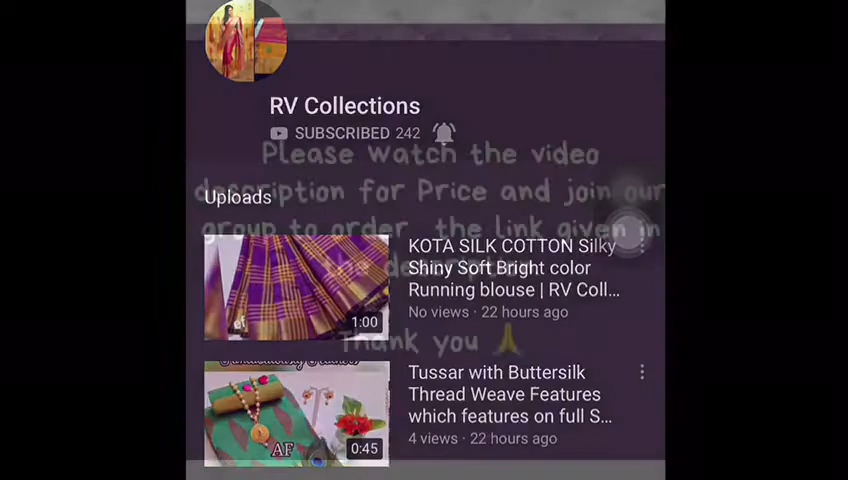 RV Collections
SUBSCRIBED 242
Please watch the video
description for Price and join our
group to order the link given in
the description
Thank you 🙏
Uploads
KOTA SILK COTTON Silky
Shiny Soft Bright color
Running blouse | RV Coll...
No views · 22 hours ago
1:00
Tussar with Buttersilk
Thread Weave Features
which features on full S...
4 views · 22 hours ago
AF
0:45